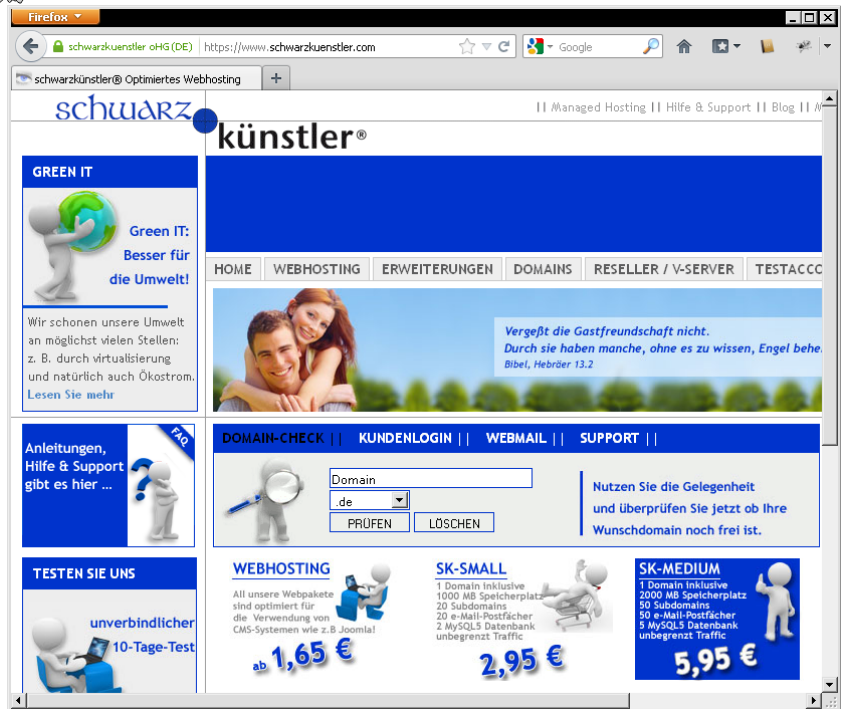 Firefox
schwarzkuenstler oHG (DE)
https://www.schwarzkuenstler.com
Google
schwarzkünstler® Optimiertes Webhosting
+
schwarz
künstler®
|| Managed Hosting || Hilfe & Support || Blog ||
GREEN IT
Green IT:
Besser für
die Umwelt!
Wir schonen unsere Umwelt
an möglichst vielen Stellen:
z. B. durch virtualisierung
und natürlich auch Ökostrom.
Lesen Sie mehr
HOME
WEBHOSTING
ERWEITERUNGEN
DOMAINS
RESELLER / V-SERVER
TESTACCO
Vergeßt die Gastfreundschaft nicht.
Durch sie haben manche, ohne es zu wissen, Engel behe
Bibel, Hebräer 13.2
Anleitungen,
Hilfe & Support
gibt es hier ...
FAQ
DOMAIN-CHECK || KUNDENLOGIN || WEBMAIL || SUPPORT ||
Domain
.de
PRÜFEN
LÖSCHEN
Nutzen Sie die Gelegenheit
und überprüfen Sie jetzt ob Ihre
Wunschdomain noch frei ist.
TESTEN SIE UNS
unverbindlicher
10-Tage-Test
WEBHOSTING
All unsere Webpakete
sind optimiert für
die Verwendung von
CMS-Systemen wie z.B Joomla!
ab 1,65 €
SK-SMALL
1 Domain inklusive
1000 MB Speicherplatz
20 Subdomains
20 e-Mail-Postfächer
2 MySQL5 Datenbank
unbegrenzt Traffic
2,95 €
SK-MEDIUM
1 Domain inklusive
2000 MB Speicherplatz
50 Subdomains
50 e-Mail-Postfächer
5 MySQL5 Datenbank
unbegrenzt Traffic
5,95 €